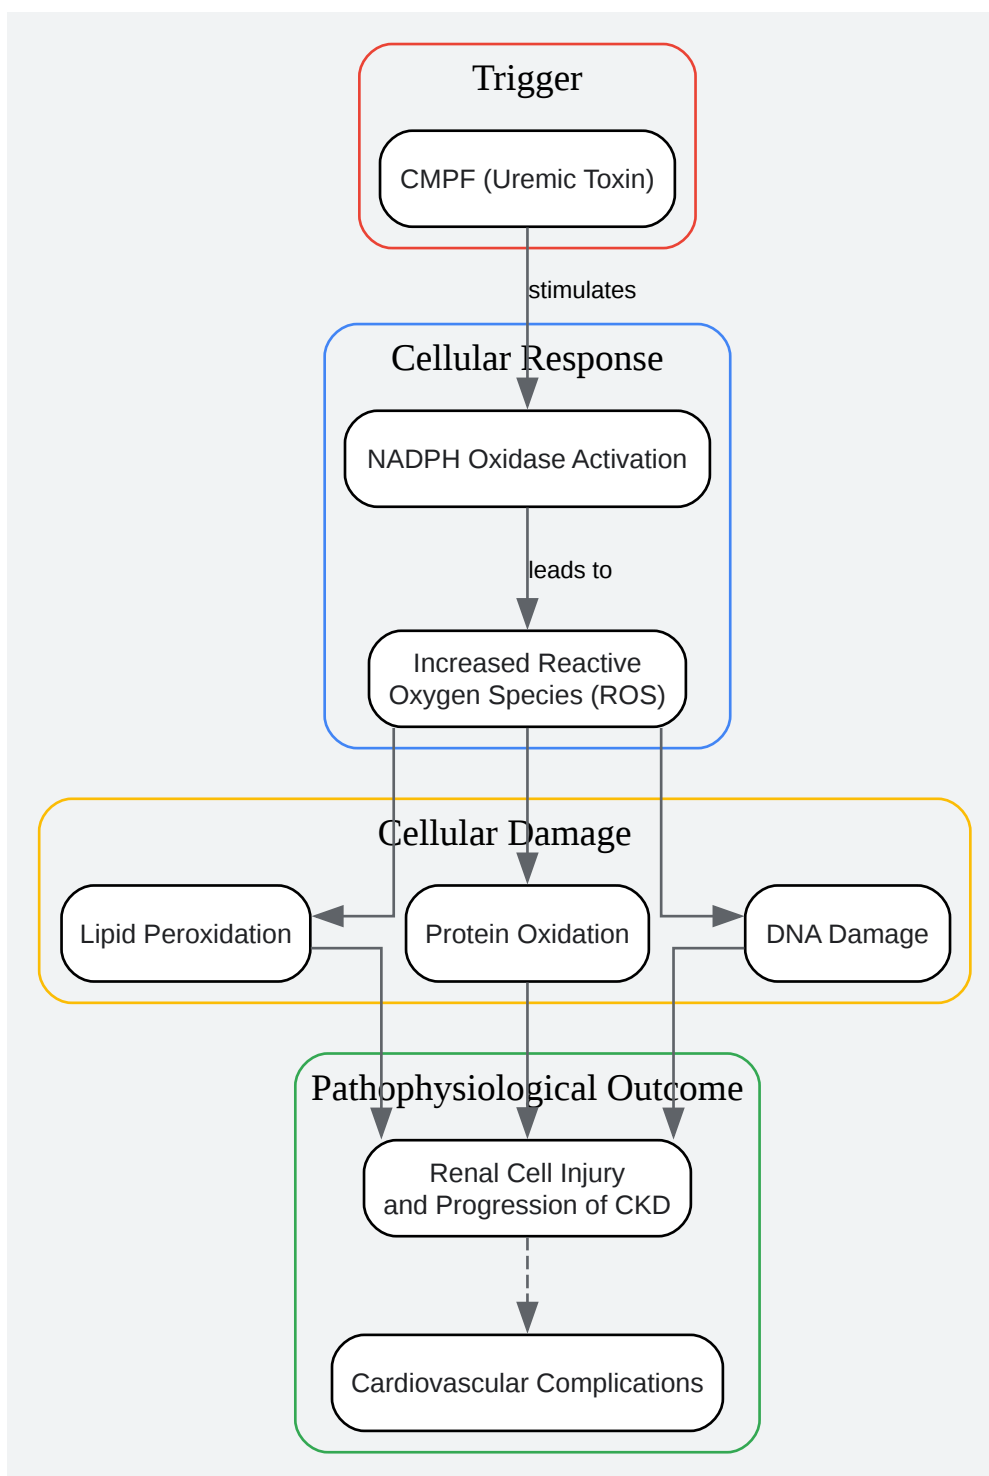 Trigger
CMPF (Uremic Toxin)
stimulates
Cellular Response
NADPH Oxidase Activation
leads to
Increased Reactive
Oxygen Species (ROS)
Cellular Damage
Lipid Peroxidation
Protein Oxidation
DNA Damage
Pathophysiological Outcome
Renal Cell Injury
and Progression of CKD
Cardiovascular Complications